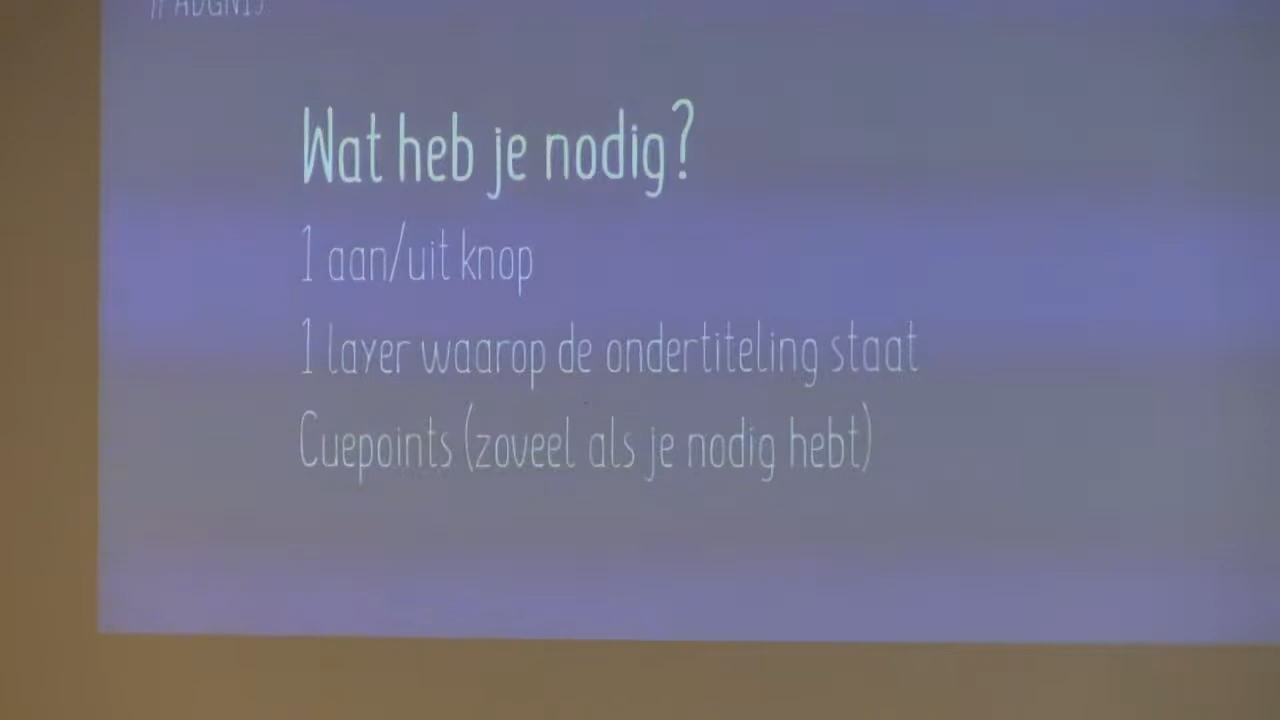 Wat heb je nodig?
1 aan/uit knop
1 layer waarop de ondertiteling staat
Cuepoints (zoveel als je nodig hebt)